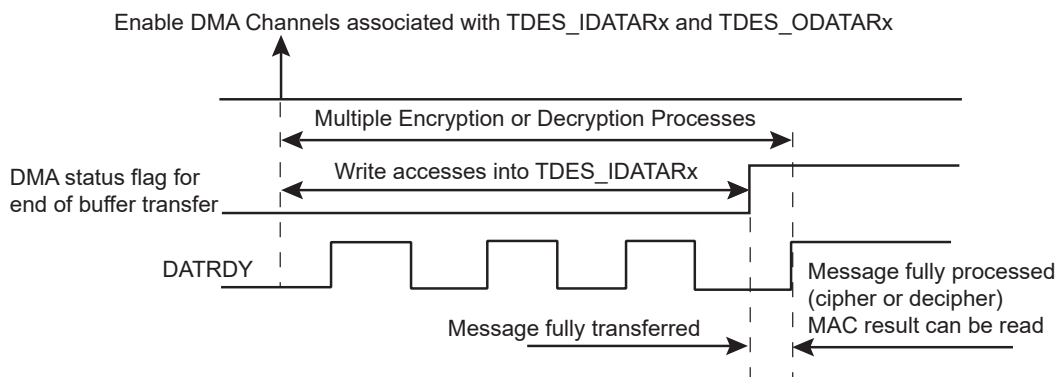 Enable DMA Channels associated with TDES_IDATARx and TDES_ODATARx
Multiple Encryption or Decryption Processes
Write accesses into TDES_IDATARx
DMA status flag for
end of buffer transfer
DATRDY
Message fully processed
(cipher or decipher)
MAC result can be read
Message fully transferred